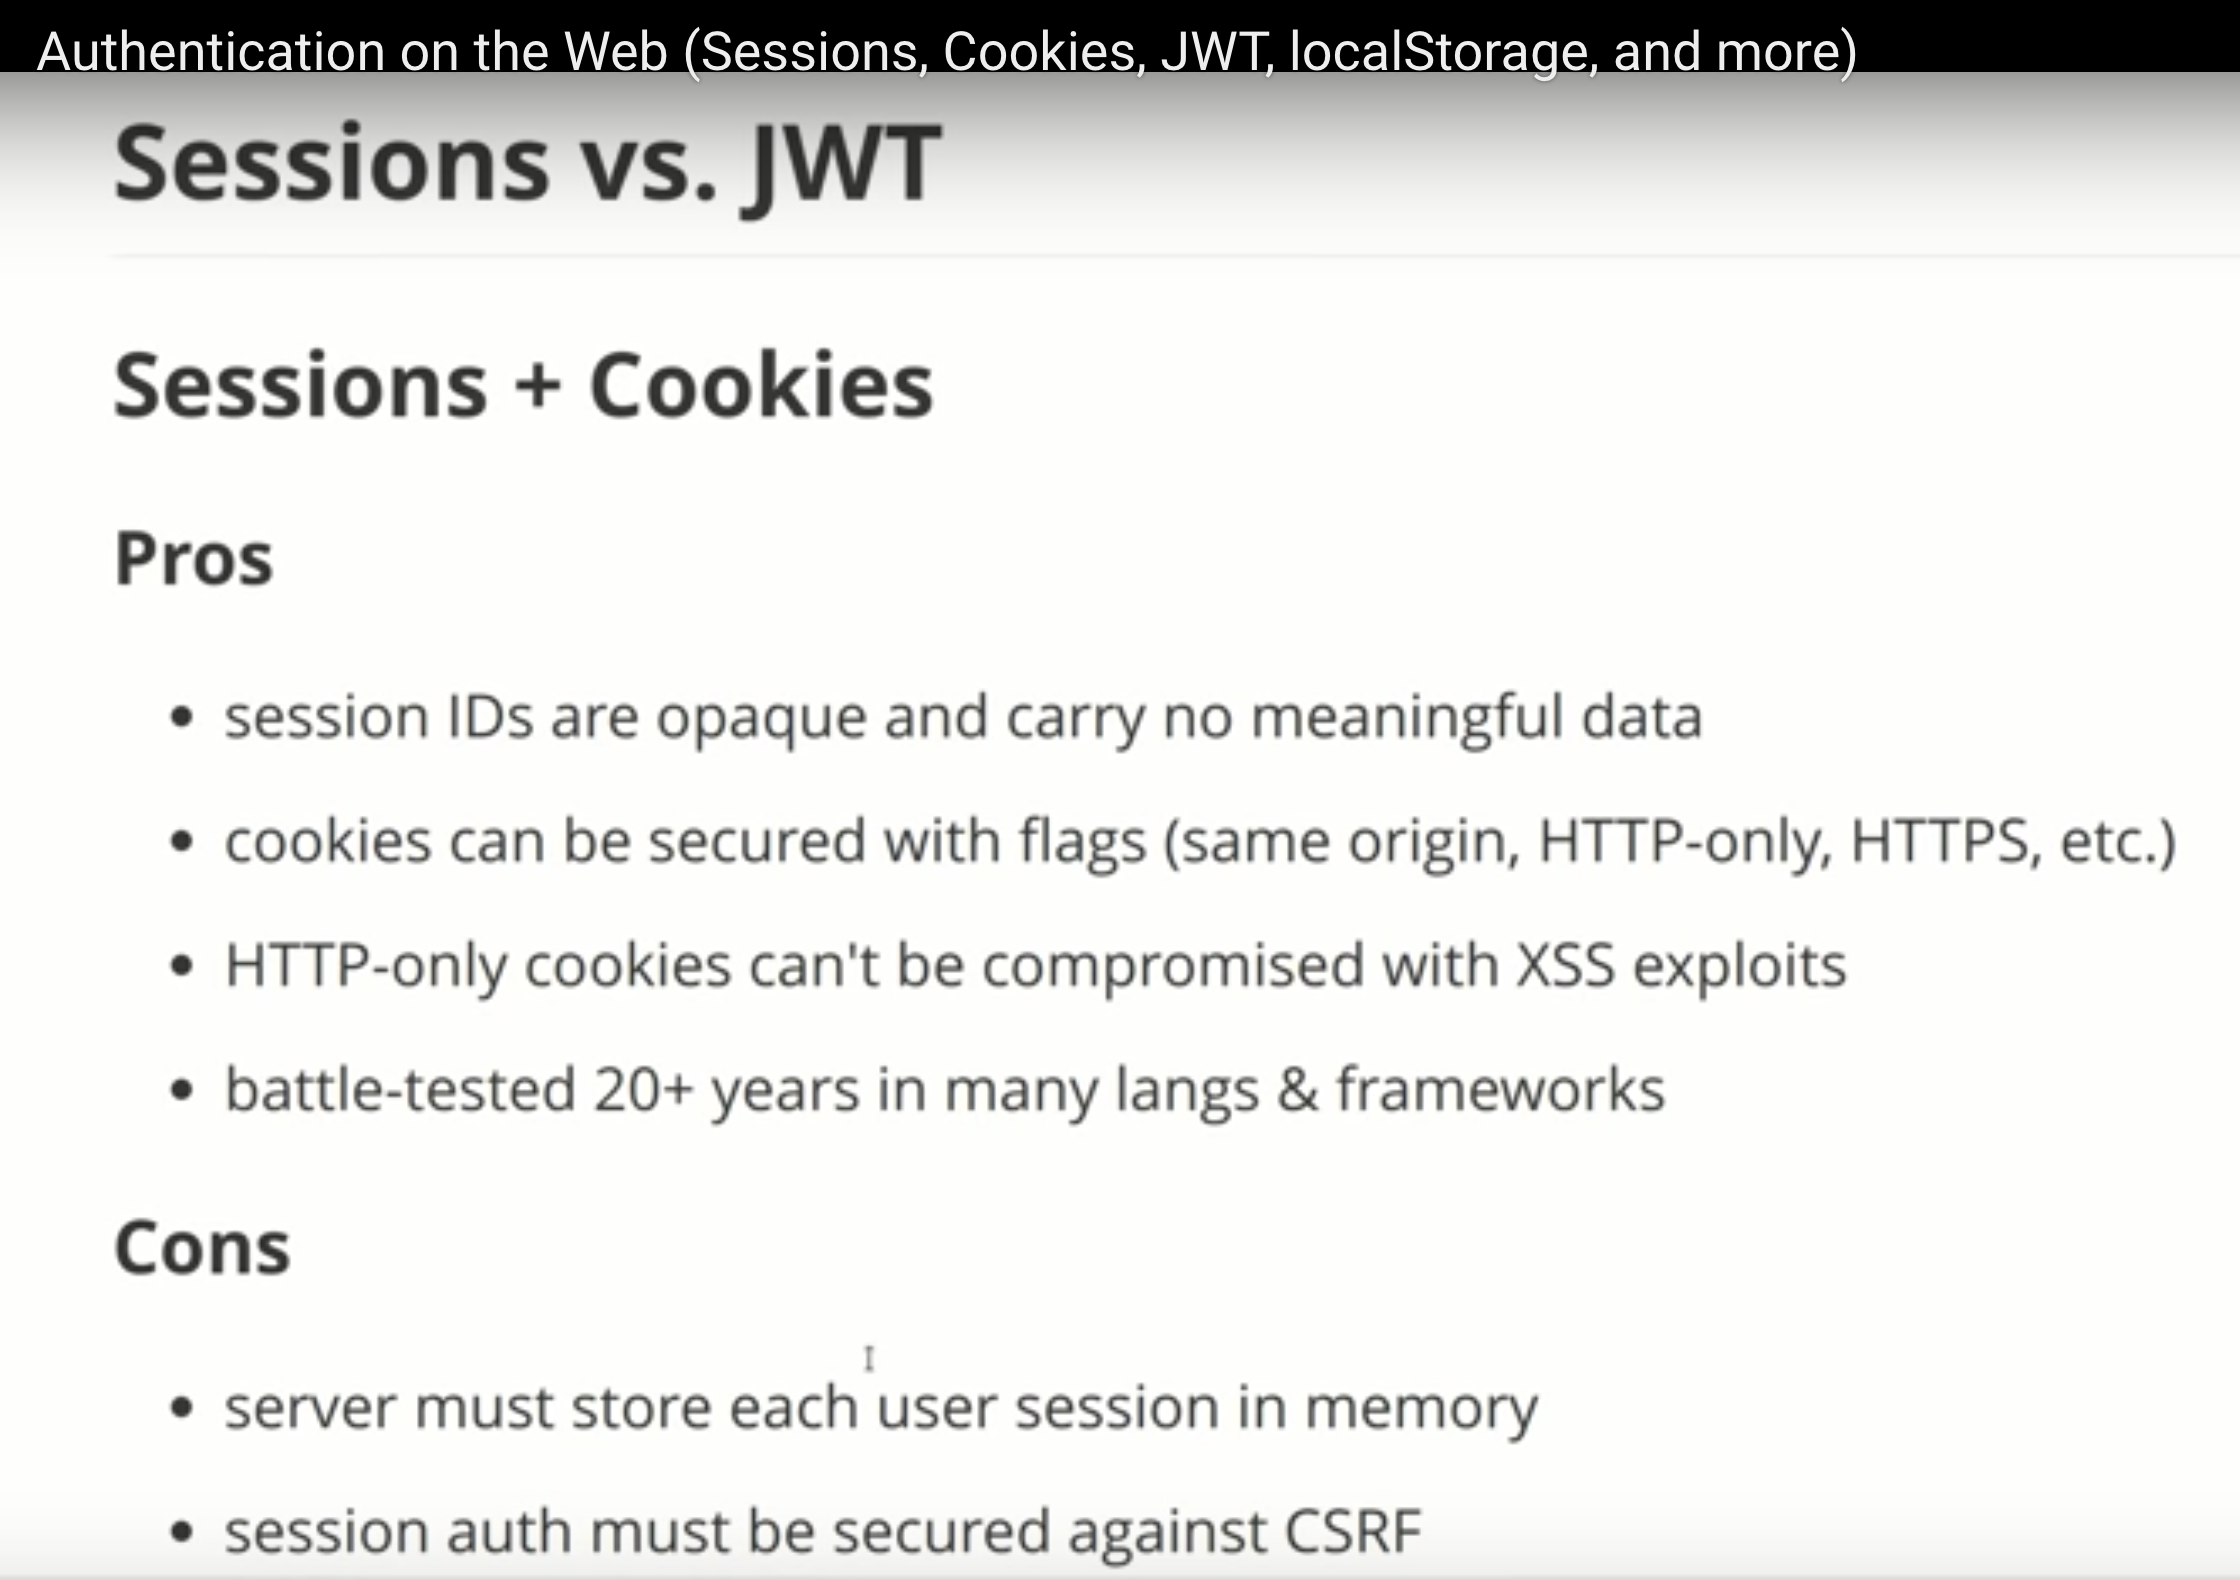 Authentication on the Web (Sessions, Cookies, JWT, localStorage, and more)
Sessions vs. JWT
Sessions + Cookies
Pros
session IDs are opaque and carry no meaningful data
cookies can be secured with flags (same origin, HTTP-only, HTTPS, etc.)
HTTP-only cookies can't be compromised with XSS exploits
battle-tested 20+ years in many langs & frameworks
Cons
server must store each user session in memory
session auth must be secured against CSRF